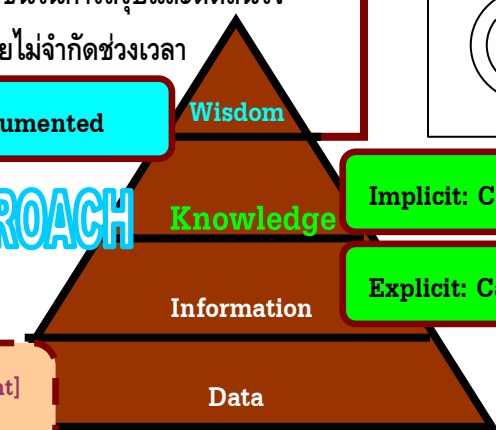 ยไม่จำกัดช่วงเวลา
Wisdom
umented
Implicit: C
ROACH
Knowledge
Explicit: Ca
Information
nt]
Data